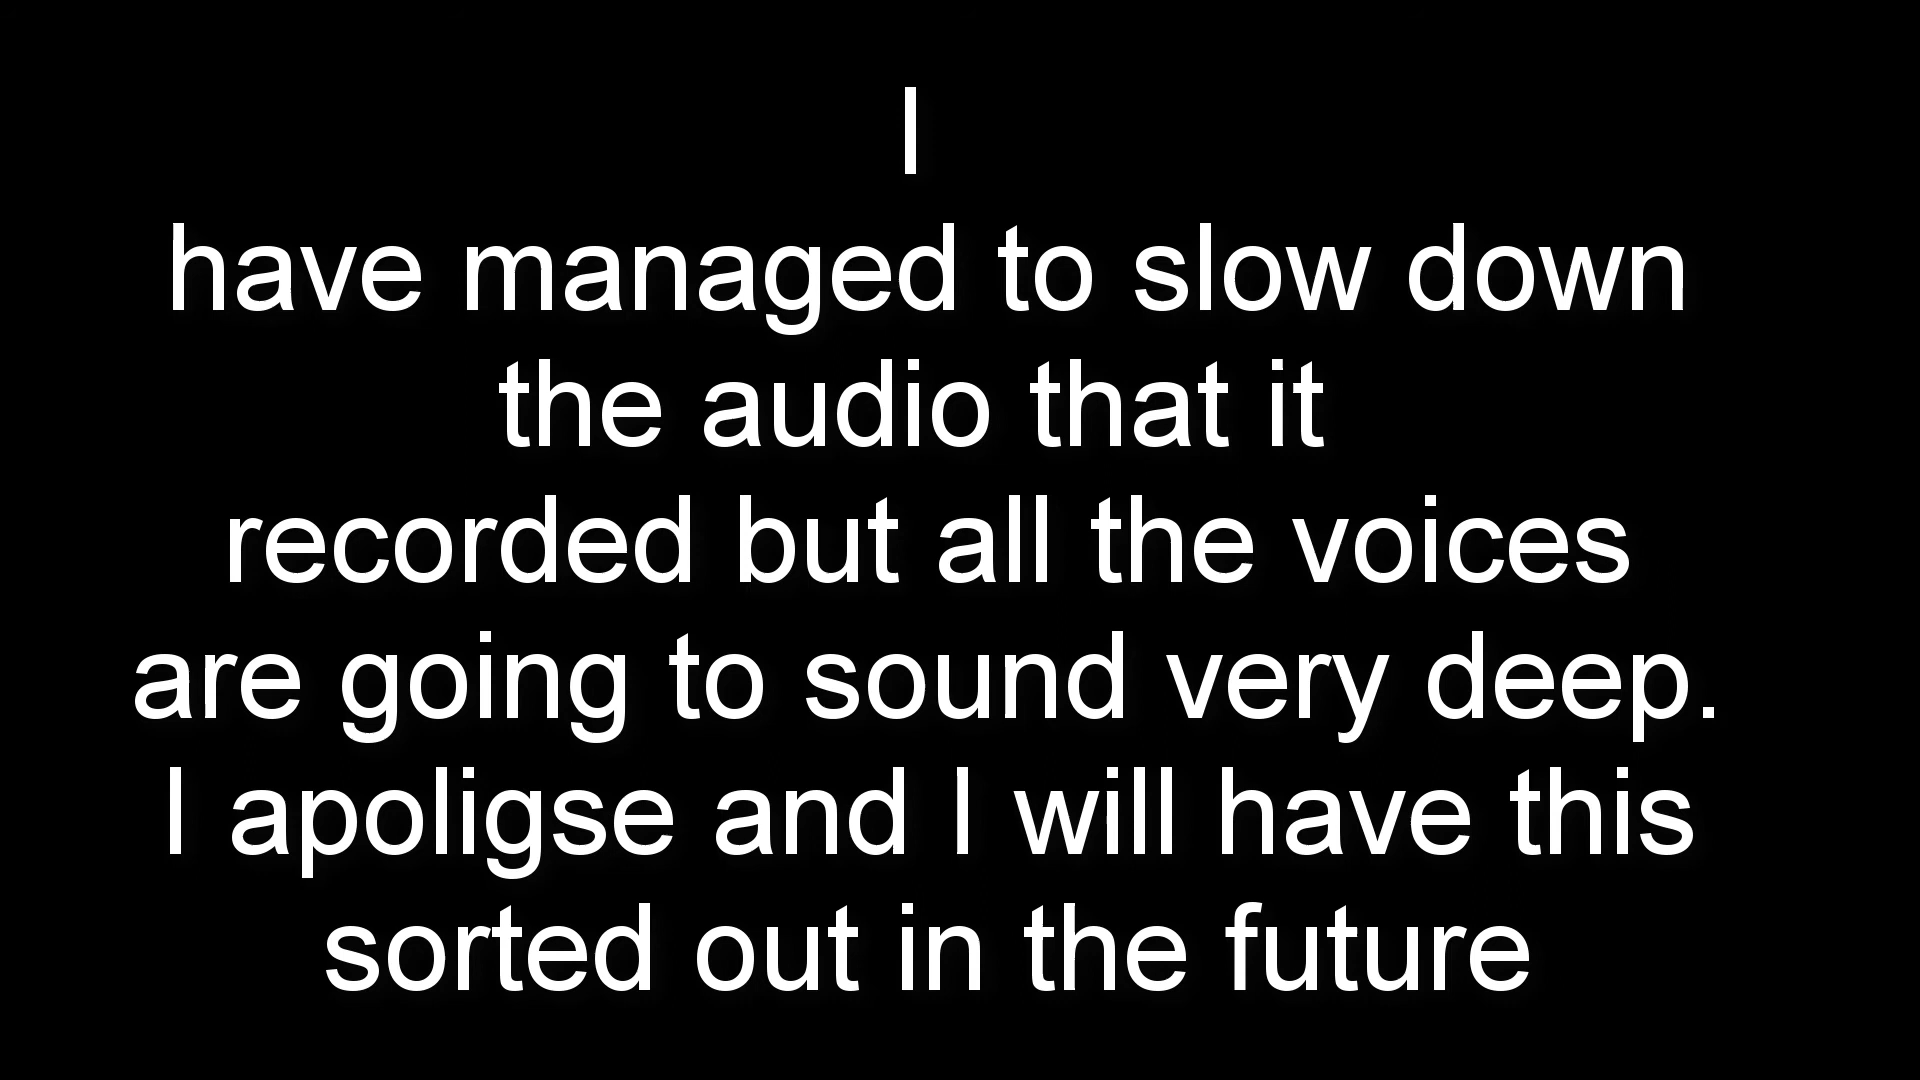 I
have managed to slow down
the audio that it
recorded but all the voices
are going to sound very deep.
I apoligse and I will have this
sorted out in the future